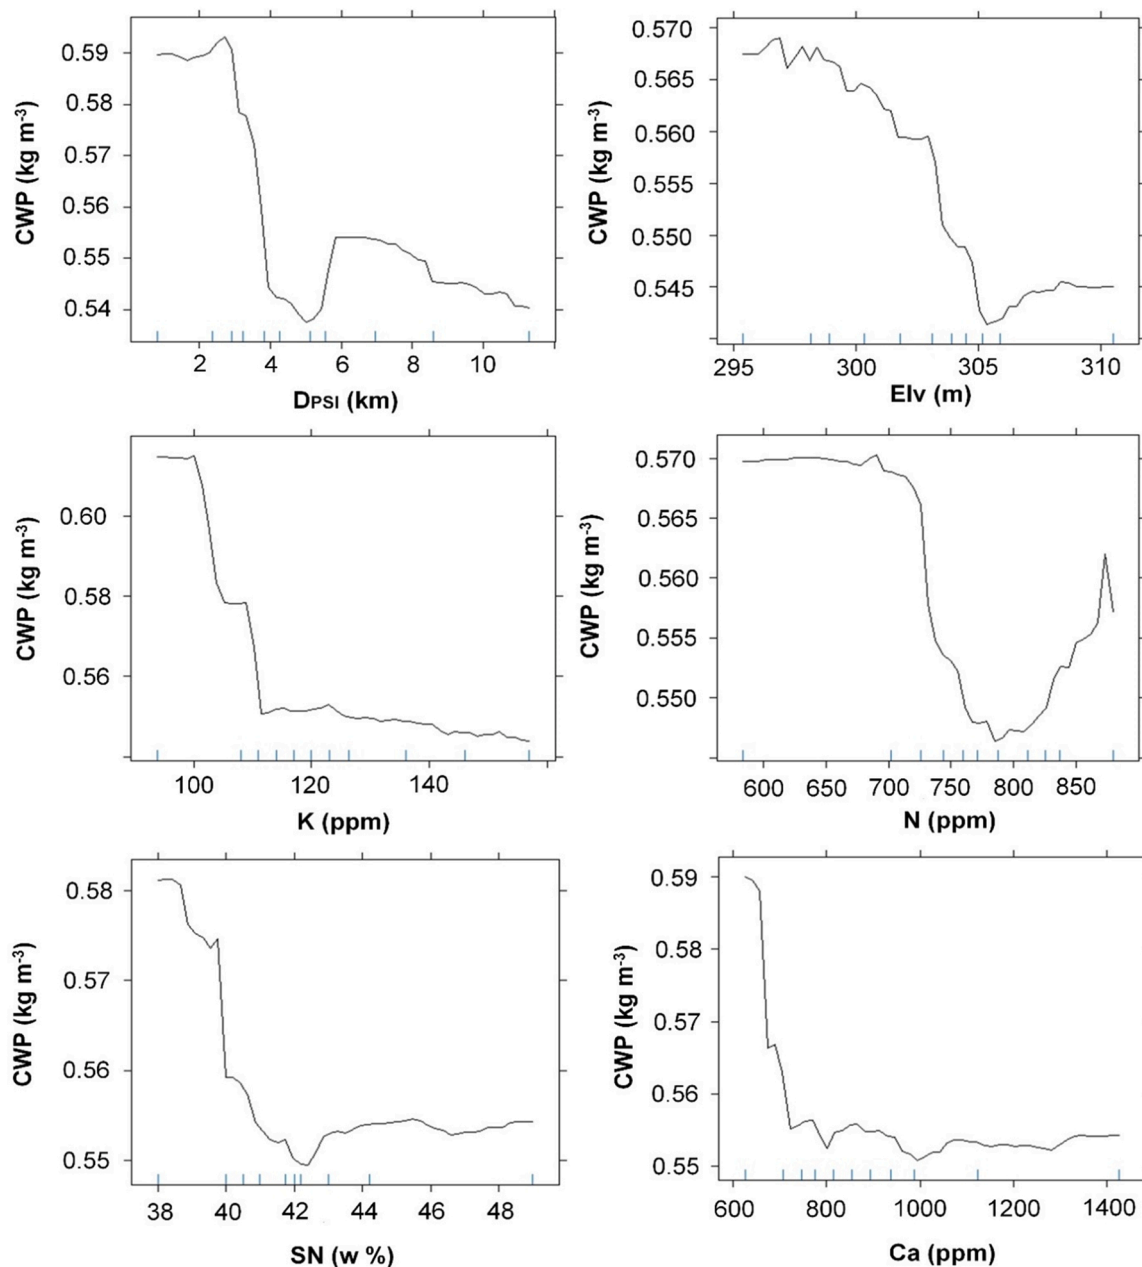 0.59
0.58
0.57
0.56
0.55
0.54
CWP (kg m⁻³)
2 4 6 8 10
DPSI (km)
0.570
0.565
0.560
0.555
0.550
0.545
CWP (kg m⁻³)
295 300 305 310
Elv (m)
0.60
0.58
0.56
CWP (kg m⁻³)
100 120 140
K (ppm)
0.570
0.565
0.560
0.555
0.550
CWP (kg m⁻³)
600 650 700 750 800 850
N (ppm)
0.58
0.57
0.56
0.55
CWP (kg m⁻³)
38 40 42 44 46 48
SN (w %)
0.59
0.58
0.57
0.56
0.55
CWP (kg m⁻³)
600 800 1000 1200 1400
Ca (ppm)